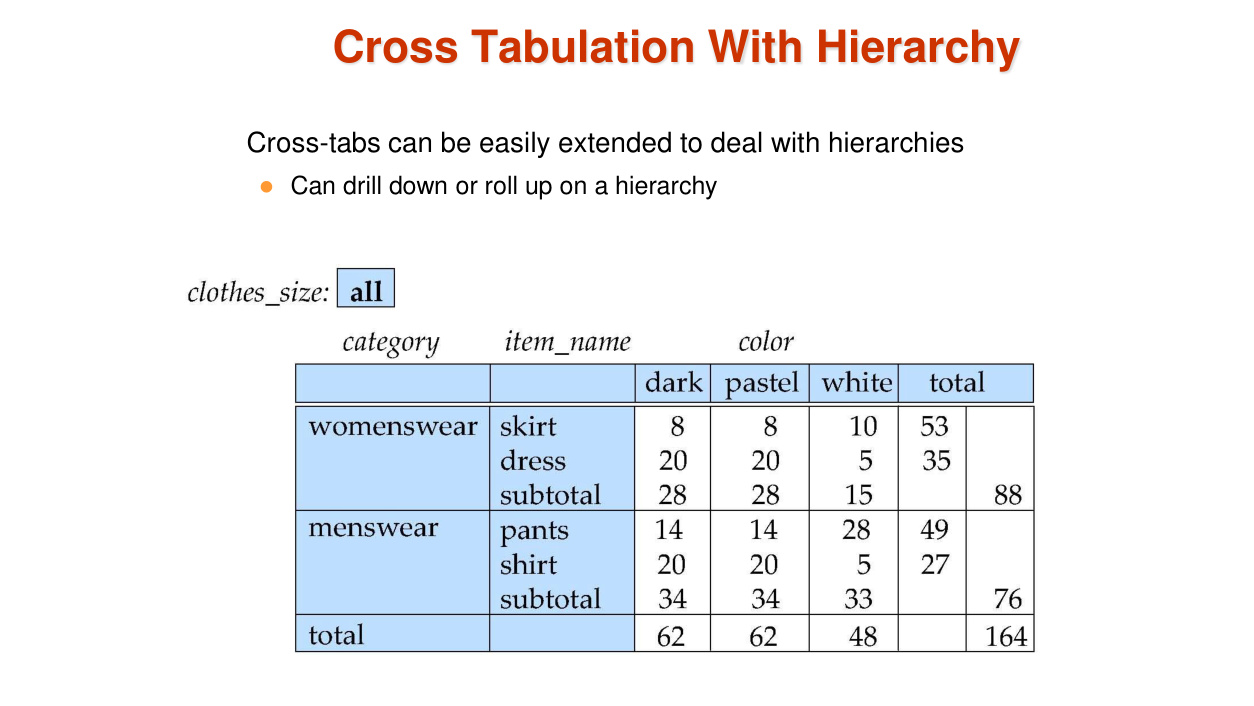 Cross Tabulation With Hierarchy
Cross-tabs can be easily extended to deal with hierarchies
Can drill down or roll up on a hierarchy
clothes_size: all
category item_name color
dark pastel white total
womenswear skirt 8 8 10 53
dress 20 20 5 35
subtotal 28 28 15 88
menswear pants 14 14 28 49
shirt 20 20 5 27
subtotal 34 34 33 76
total 62 62 48 164